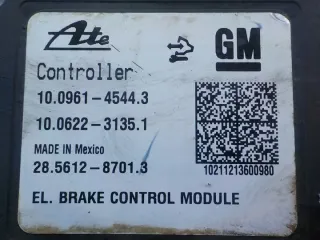 Ate
GM
Controller
10.0961-4544.3
10.0622-3135.1
MADE IN Mexico
28.5612-8701.3
10211213600980
EL. BRAKE CONTROL MODULE